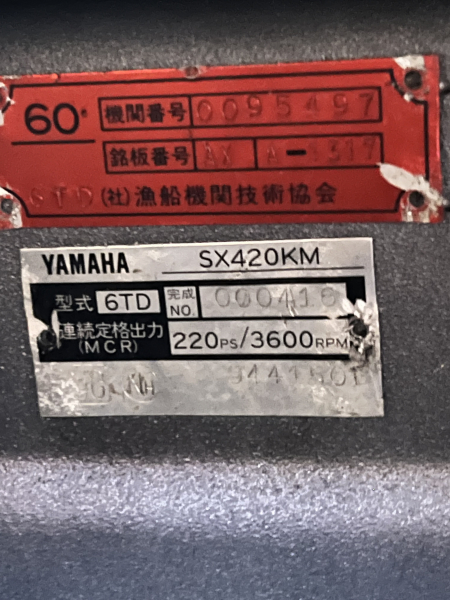 60 機関番号 0095497
銘板番号 A-1317
6TD (社)漁船機関技術協会
YAMAHA SX420KM
型式 6TD 完成NO. 000416
連続定格出力(MCR) 220PS/3600RPM